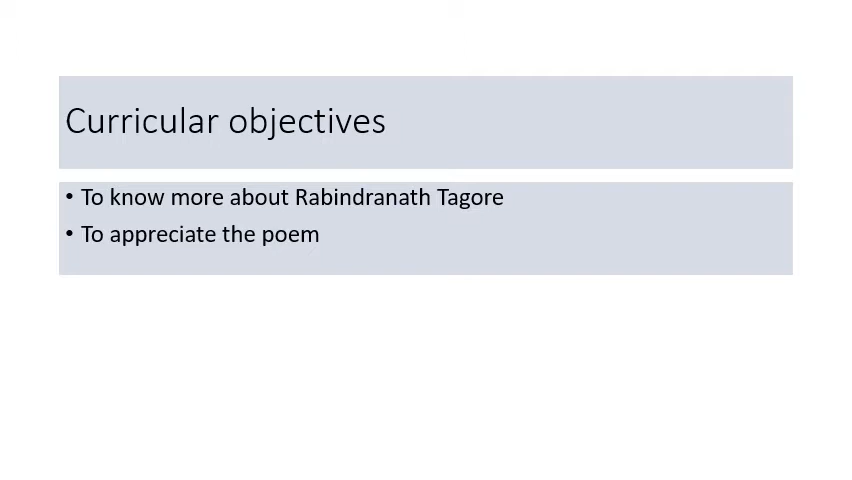 Curricular objectives
• To know more about Rabindranath Tagore
• To appreciate the poem